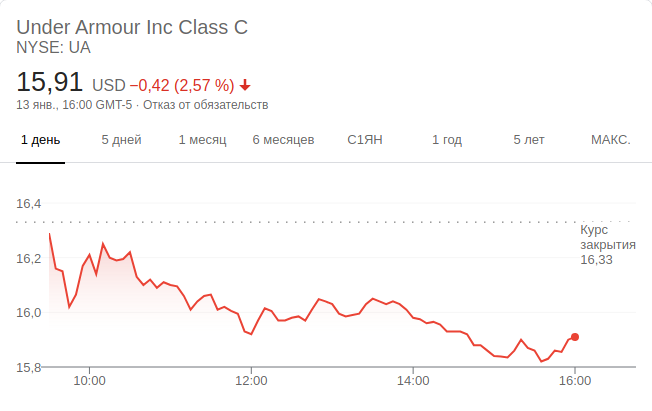 Under Armour Inc Class C
NYSE: UA
15,91 USD −0,42 (2,57 %)
13 янв., 16:00 GMT-5 · Отказ от обязательств
1 день 5 дней 1 месяц 6 месяцев С1ЯН 1 год 5 лет МАКС.
16,4
Курс
закрытия
16,33
16,2
16,0
15,8
10:00 12:00 14:00 16:00